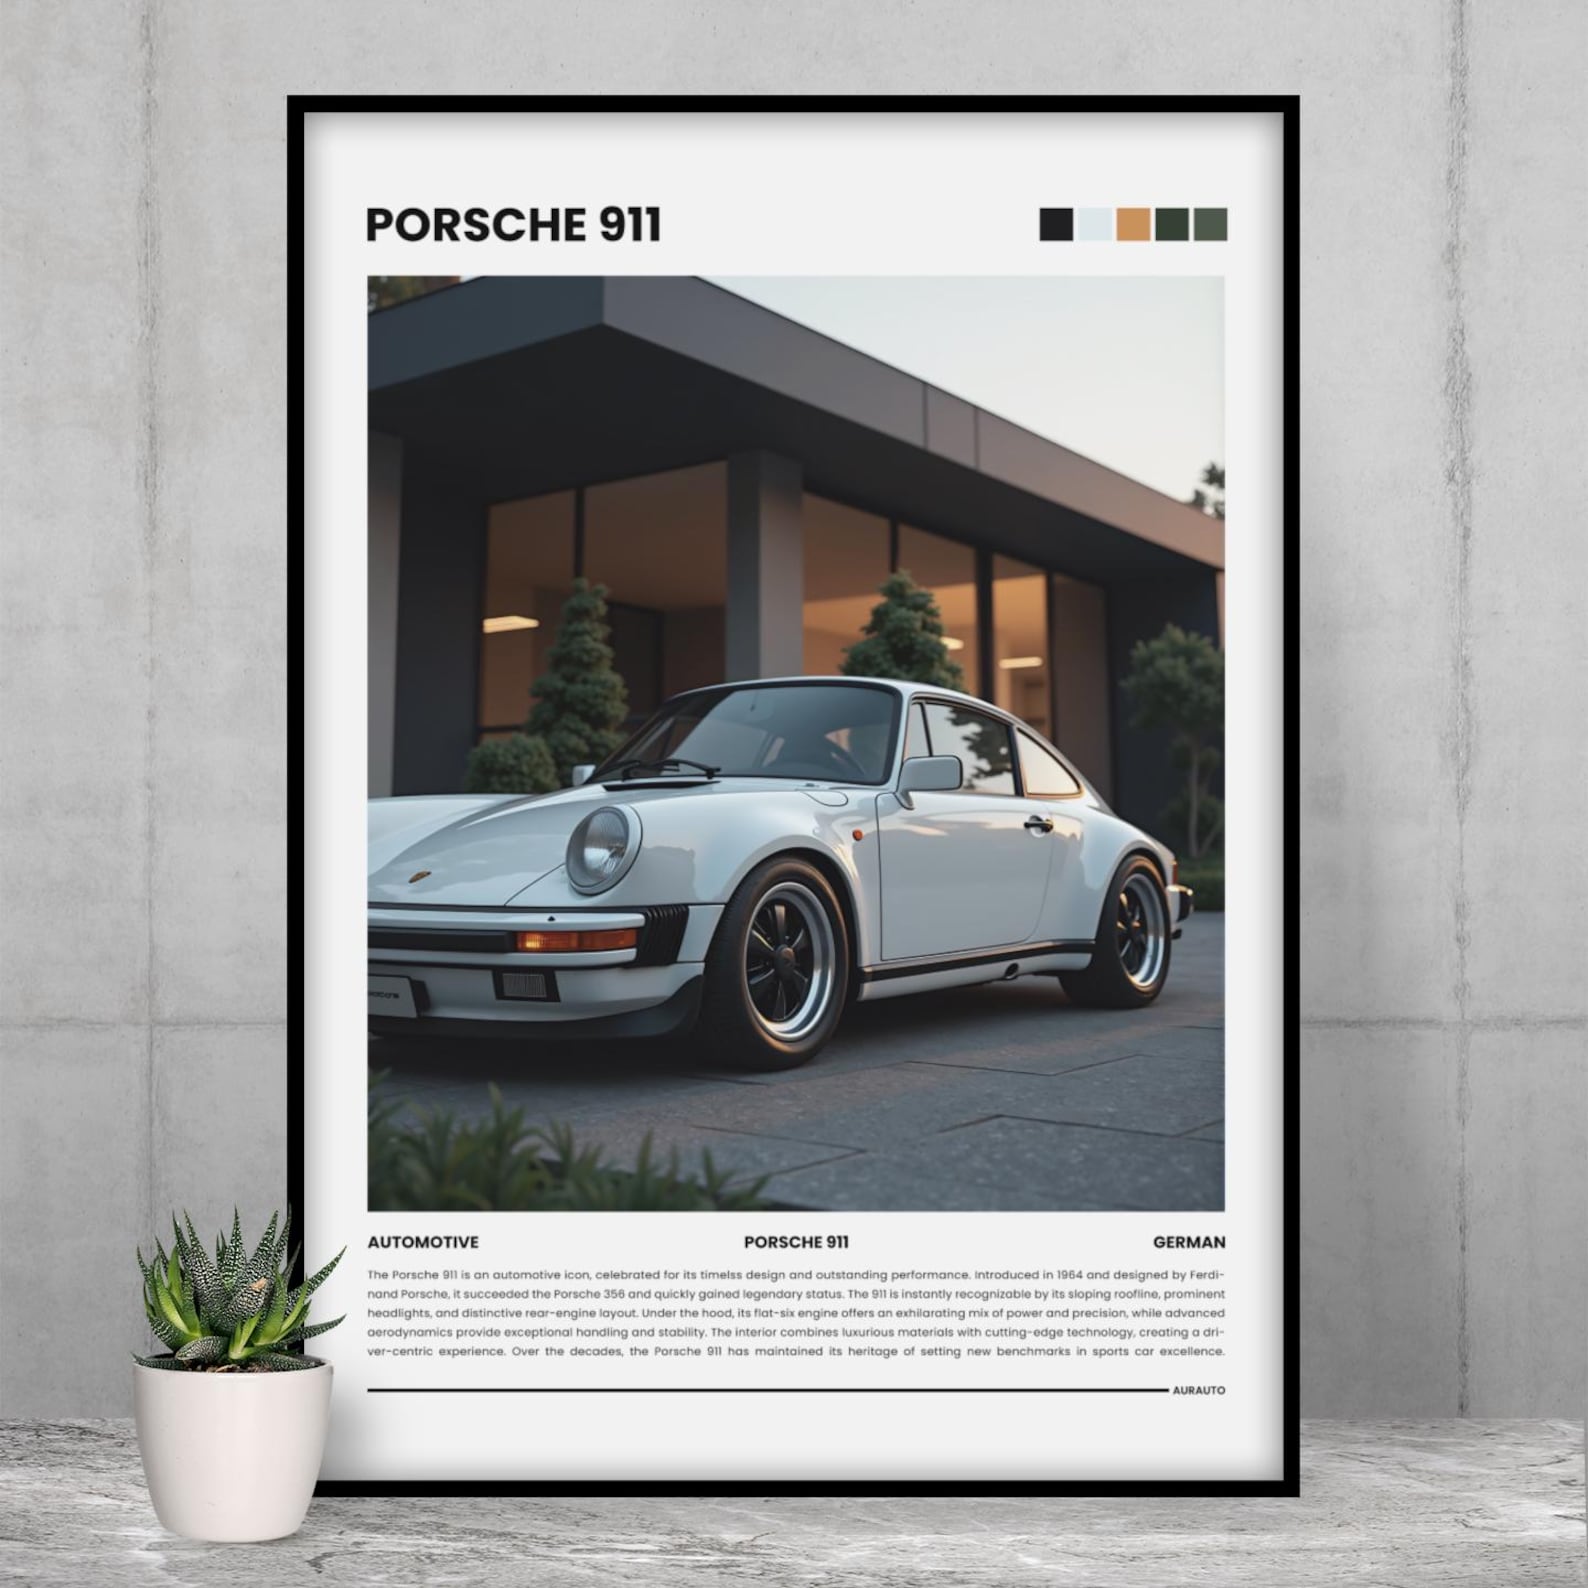 PORSCHE 911
AUTOMOTIVE
PORSCHE 911
GERMAN
The Porsche 911 is an automotive icon, celebrated for its timelss design and outstanding performance. Introduced in 1964 and designed by Ferdi-
nand Porsche, it succeeded the Porsche 356 and quickly gained legendary status. The 911 is instantly recognizable by its sloping roofline, prominent
headlights, and distinctive rear-engine layout. Under the hood, its flat-six engine offers an exhilarating mix of power and precision, while advanced
aerodynamics provide exceptional handling and stability. The interior combines luxurious materials with cutting-edge technology, creating a dri-
ver-centric experience. Over the decades, the Porsche 911 has maintained its heritage of setting new benchmarks in sports car excellence.
AURAUTO